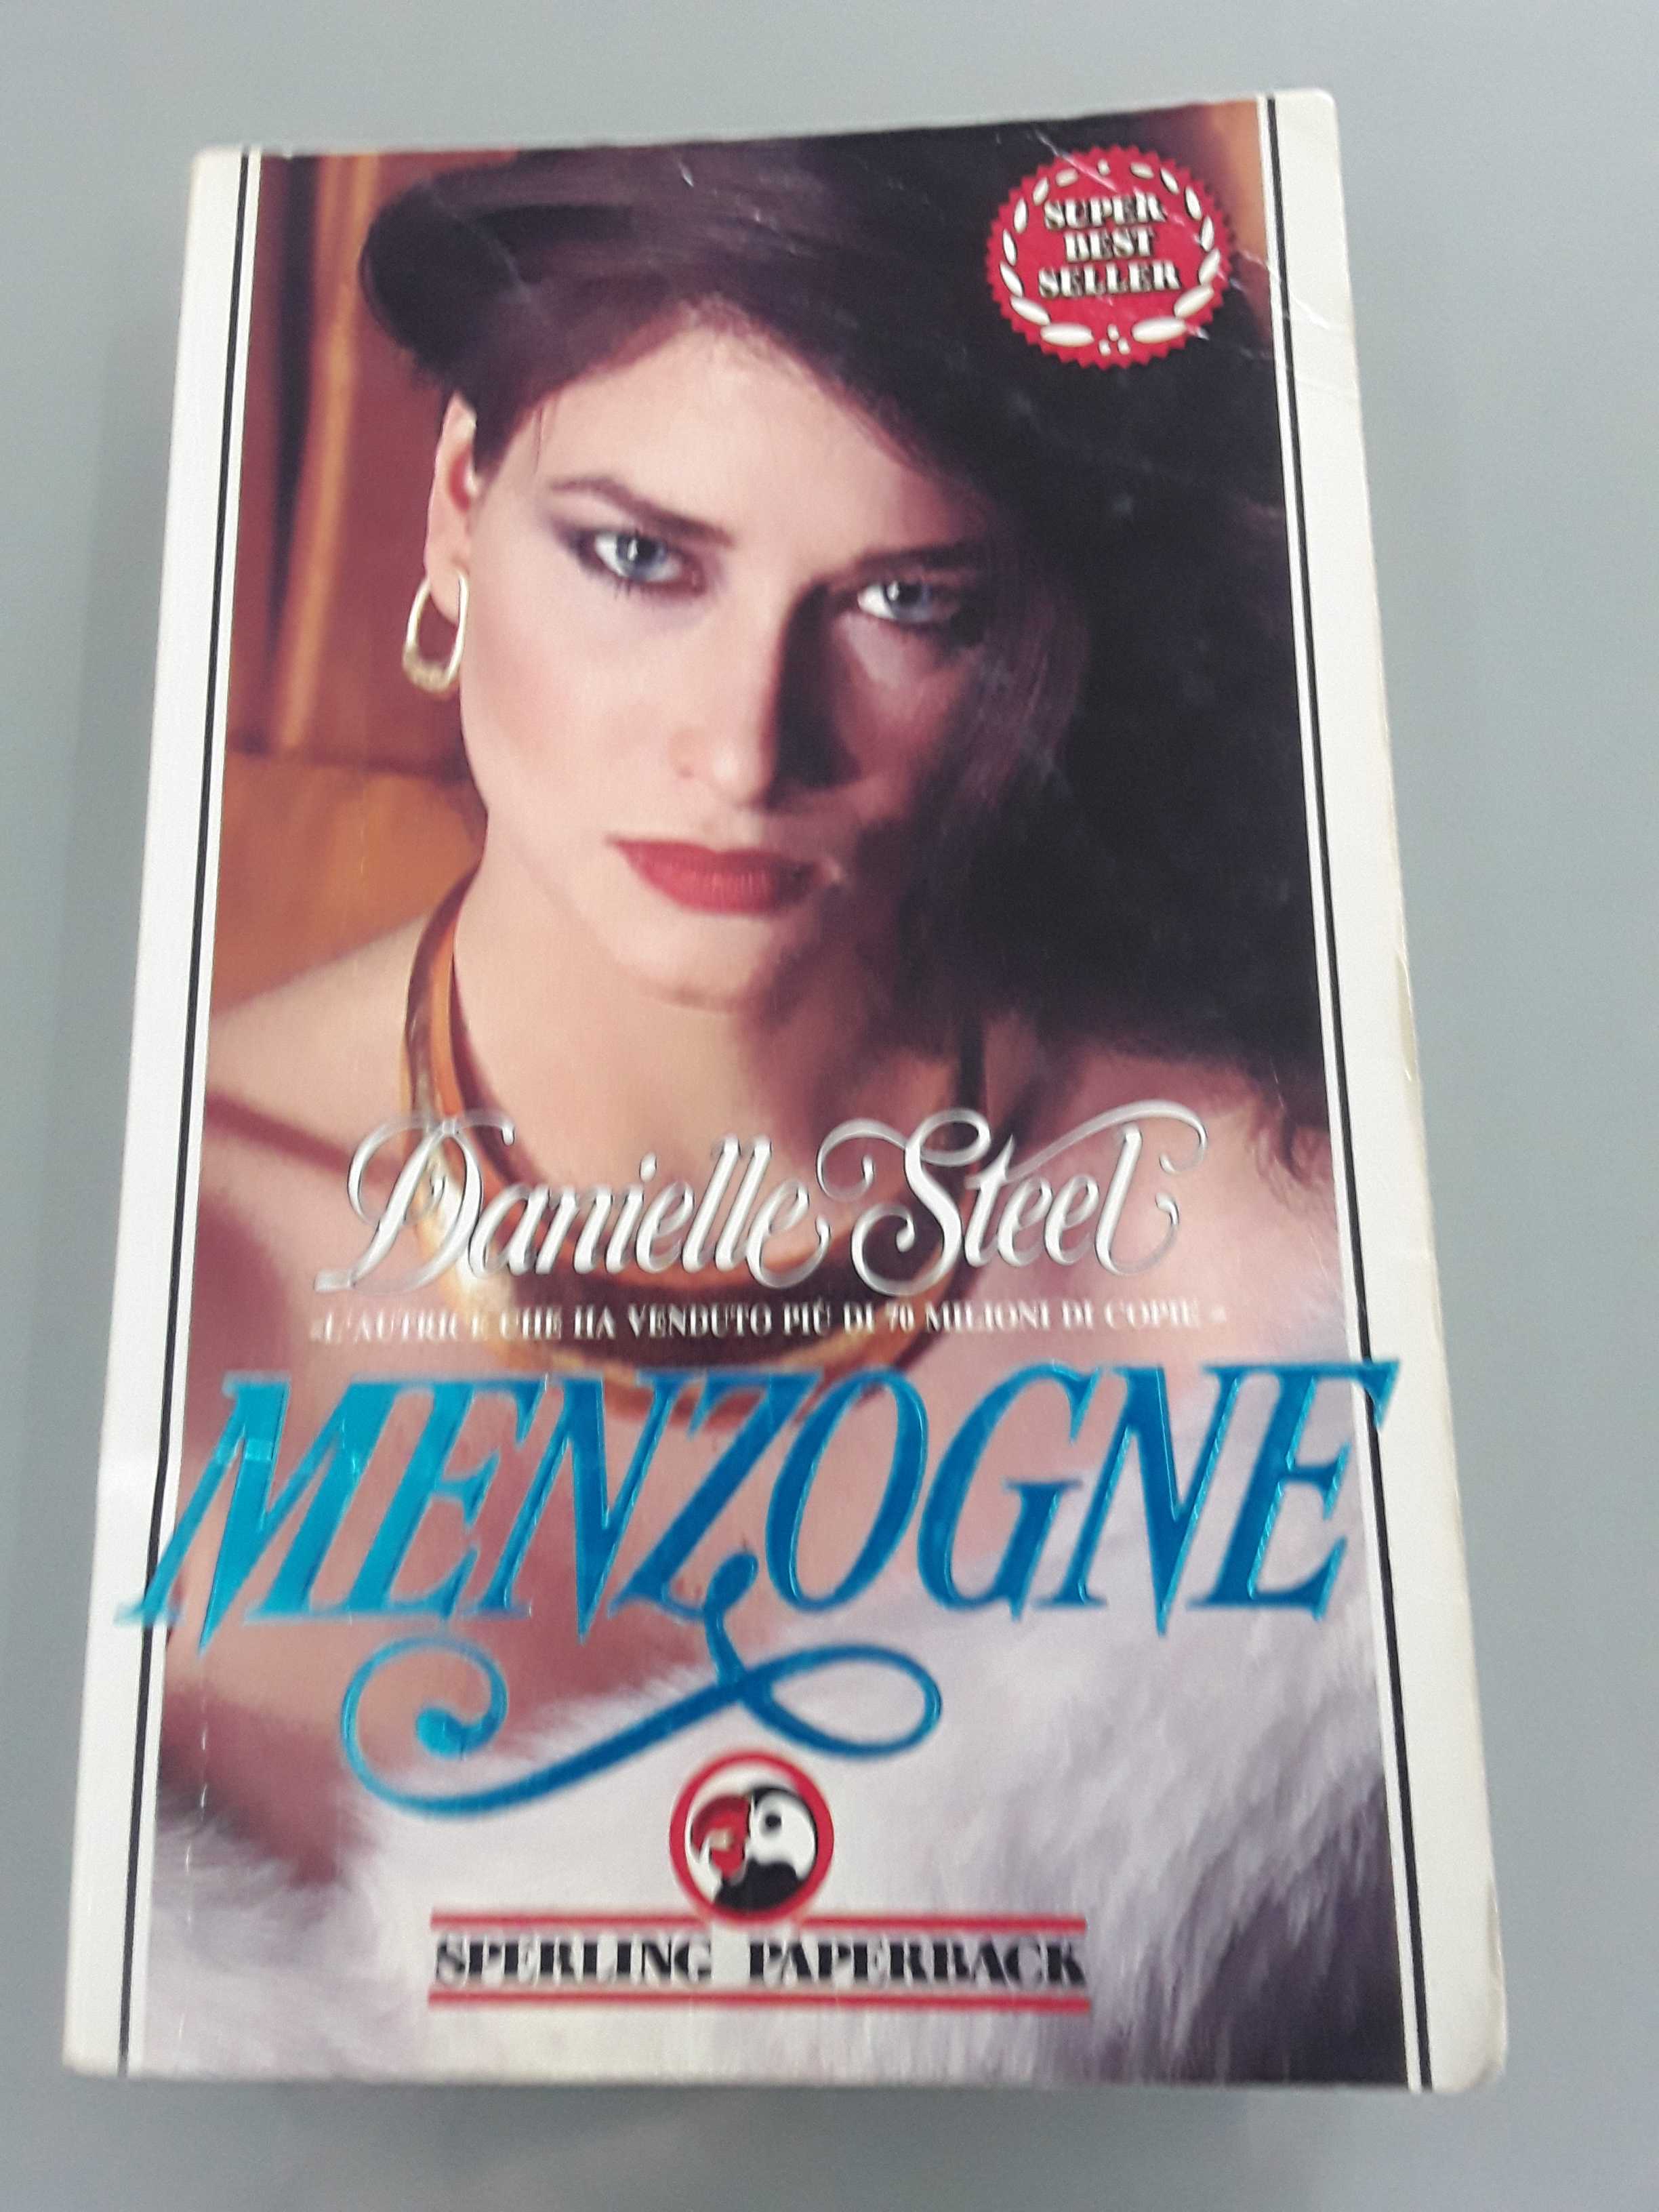 SUPER
BEST
SELLER
Danielle Steel
«L'AUTRICE CHE HA VENDUTO PIÙ DI 70 MILIONI DI COPIE»
MENZOGNE
SPERLING PAPERBACK